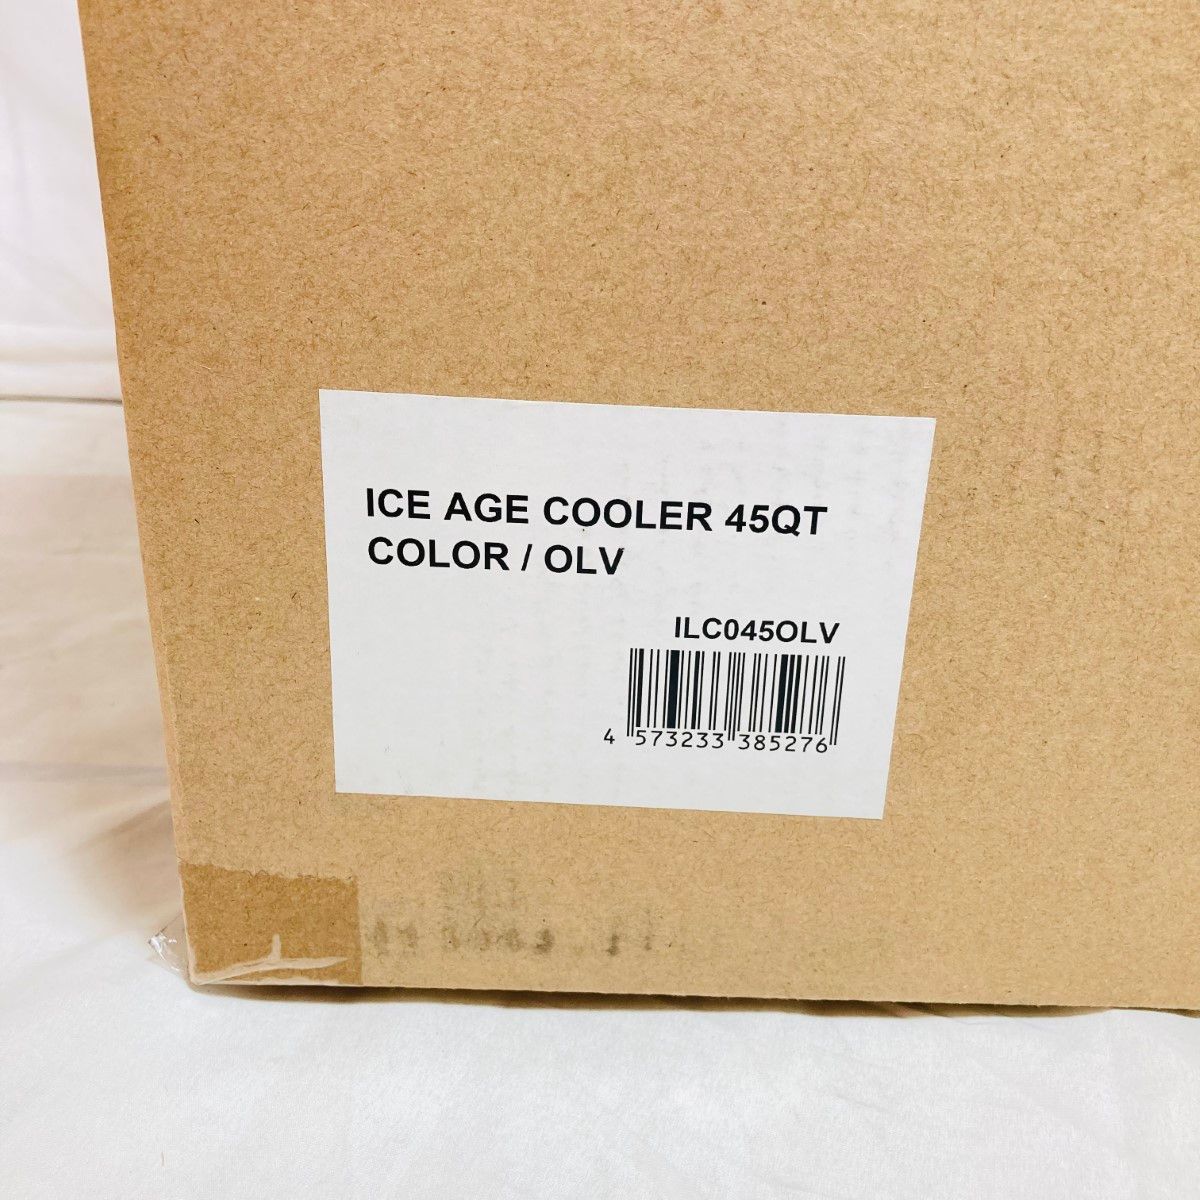 ICE AGE COOLER 45QT
COLOR / OLV
ILC045OLV
4 573233 385276